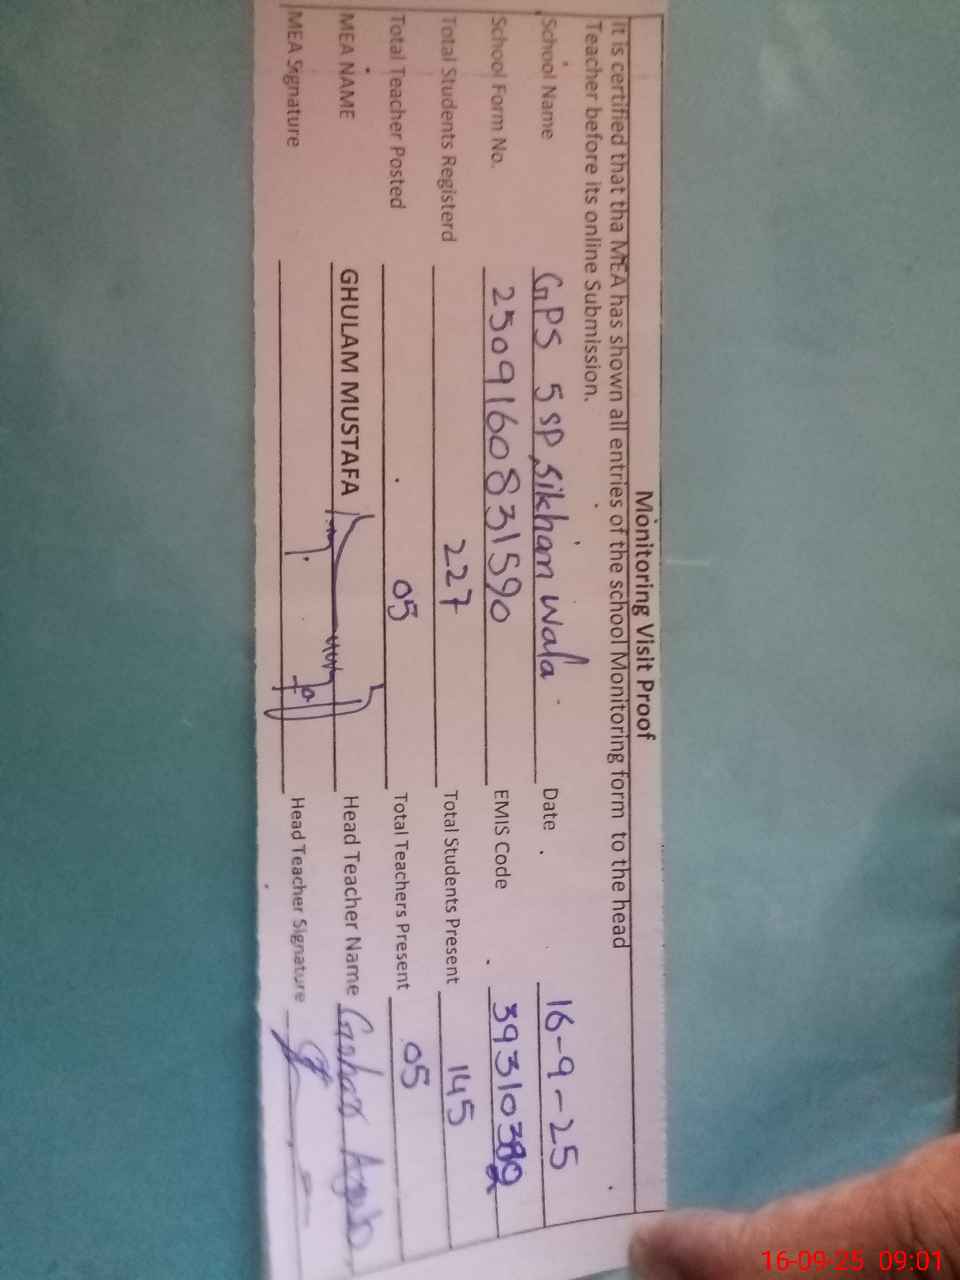 Monitoring Visit Proof
It is certified that tha MEA has shown all entries of the school Monitoring form to the head
Teacher before its online Submission.
School Name GPS 5 SP, Sikhan Wala Date 16-9-25
School Form No. 2509160831590 EMIS Code
Total Students Registerd 227 Total Students Present 145
Total Teacher Posted 05 Total Teachers Present 05
MEA NAME GHULAM MUSTAFA Head Teacher Name Gohar
MEA Signature Head Teacher Signature
16-09-25 09:01